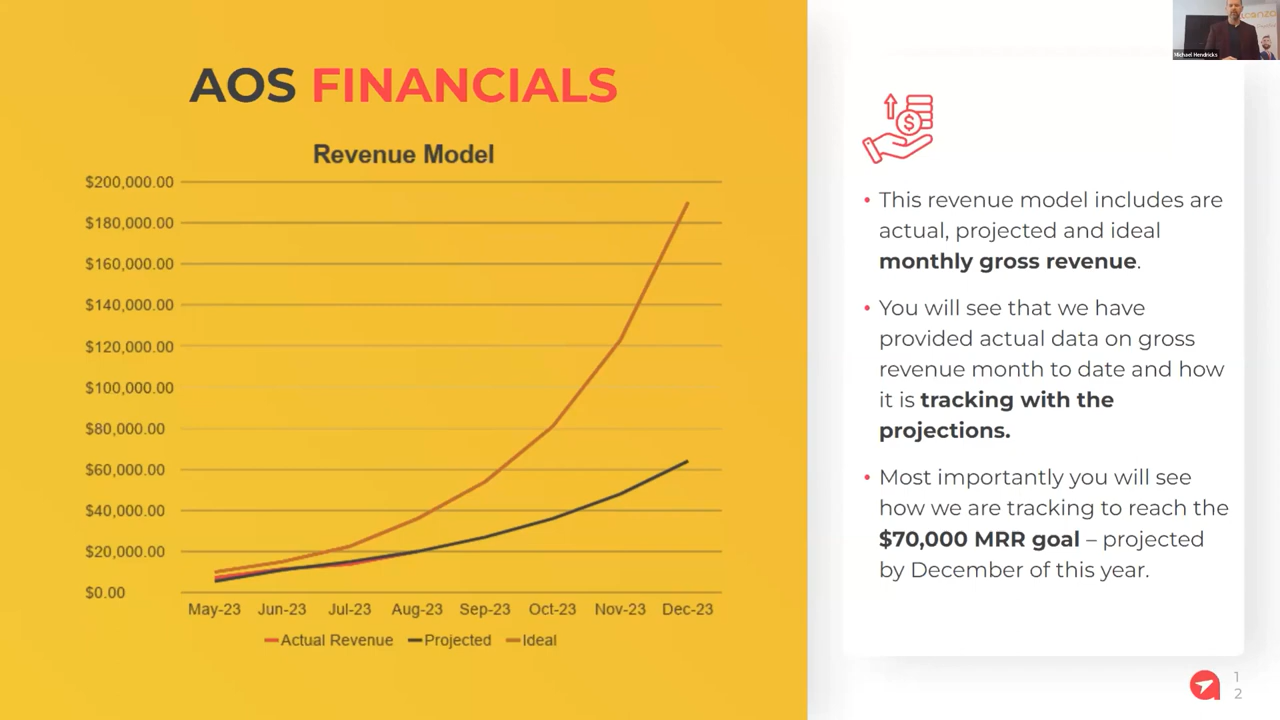 AOS FINANCIALS
Revenue Model
$200,000.00
$180,000.00
$160,000.00
$140,000.00
$120,000.00
$100,000.00
$80,000.00
$60,000.00
$40,000.00
$20,000.00
$0.00
May-23 Jun-23 Jul-23 Aug-23 Sep-23 Oct-23 Nov-23 Dec-23
Actual Revenue Projected Ideal
• This revenue model includes are
actual, projected and ideal
monthly gross revenue.
• You will see that we have
provided actual data on gross
revenue month to date and how
it is tracking with the
projections.
• Most importantly you will see
how we are tracking to reach the
$70,000 MRR goal – projected
by December of this year.
Michael Hendricks
1
2